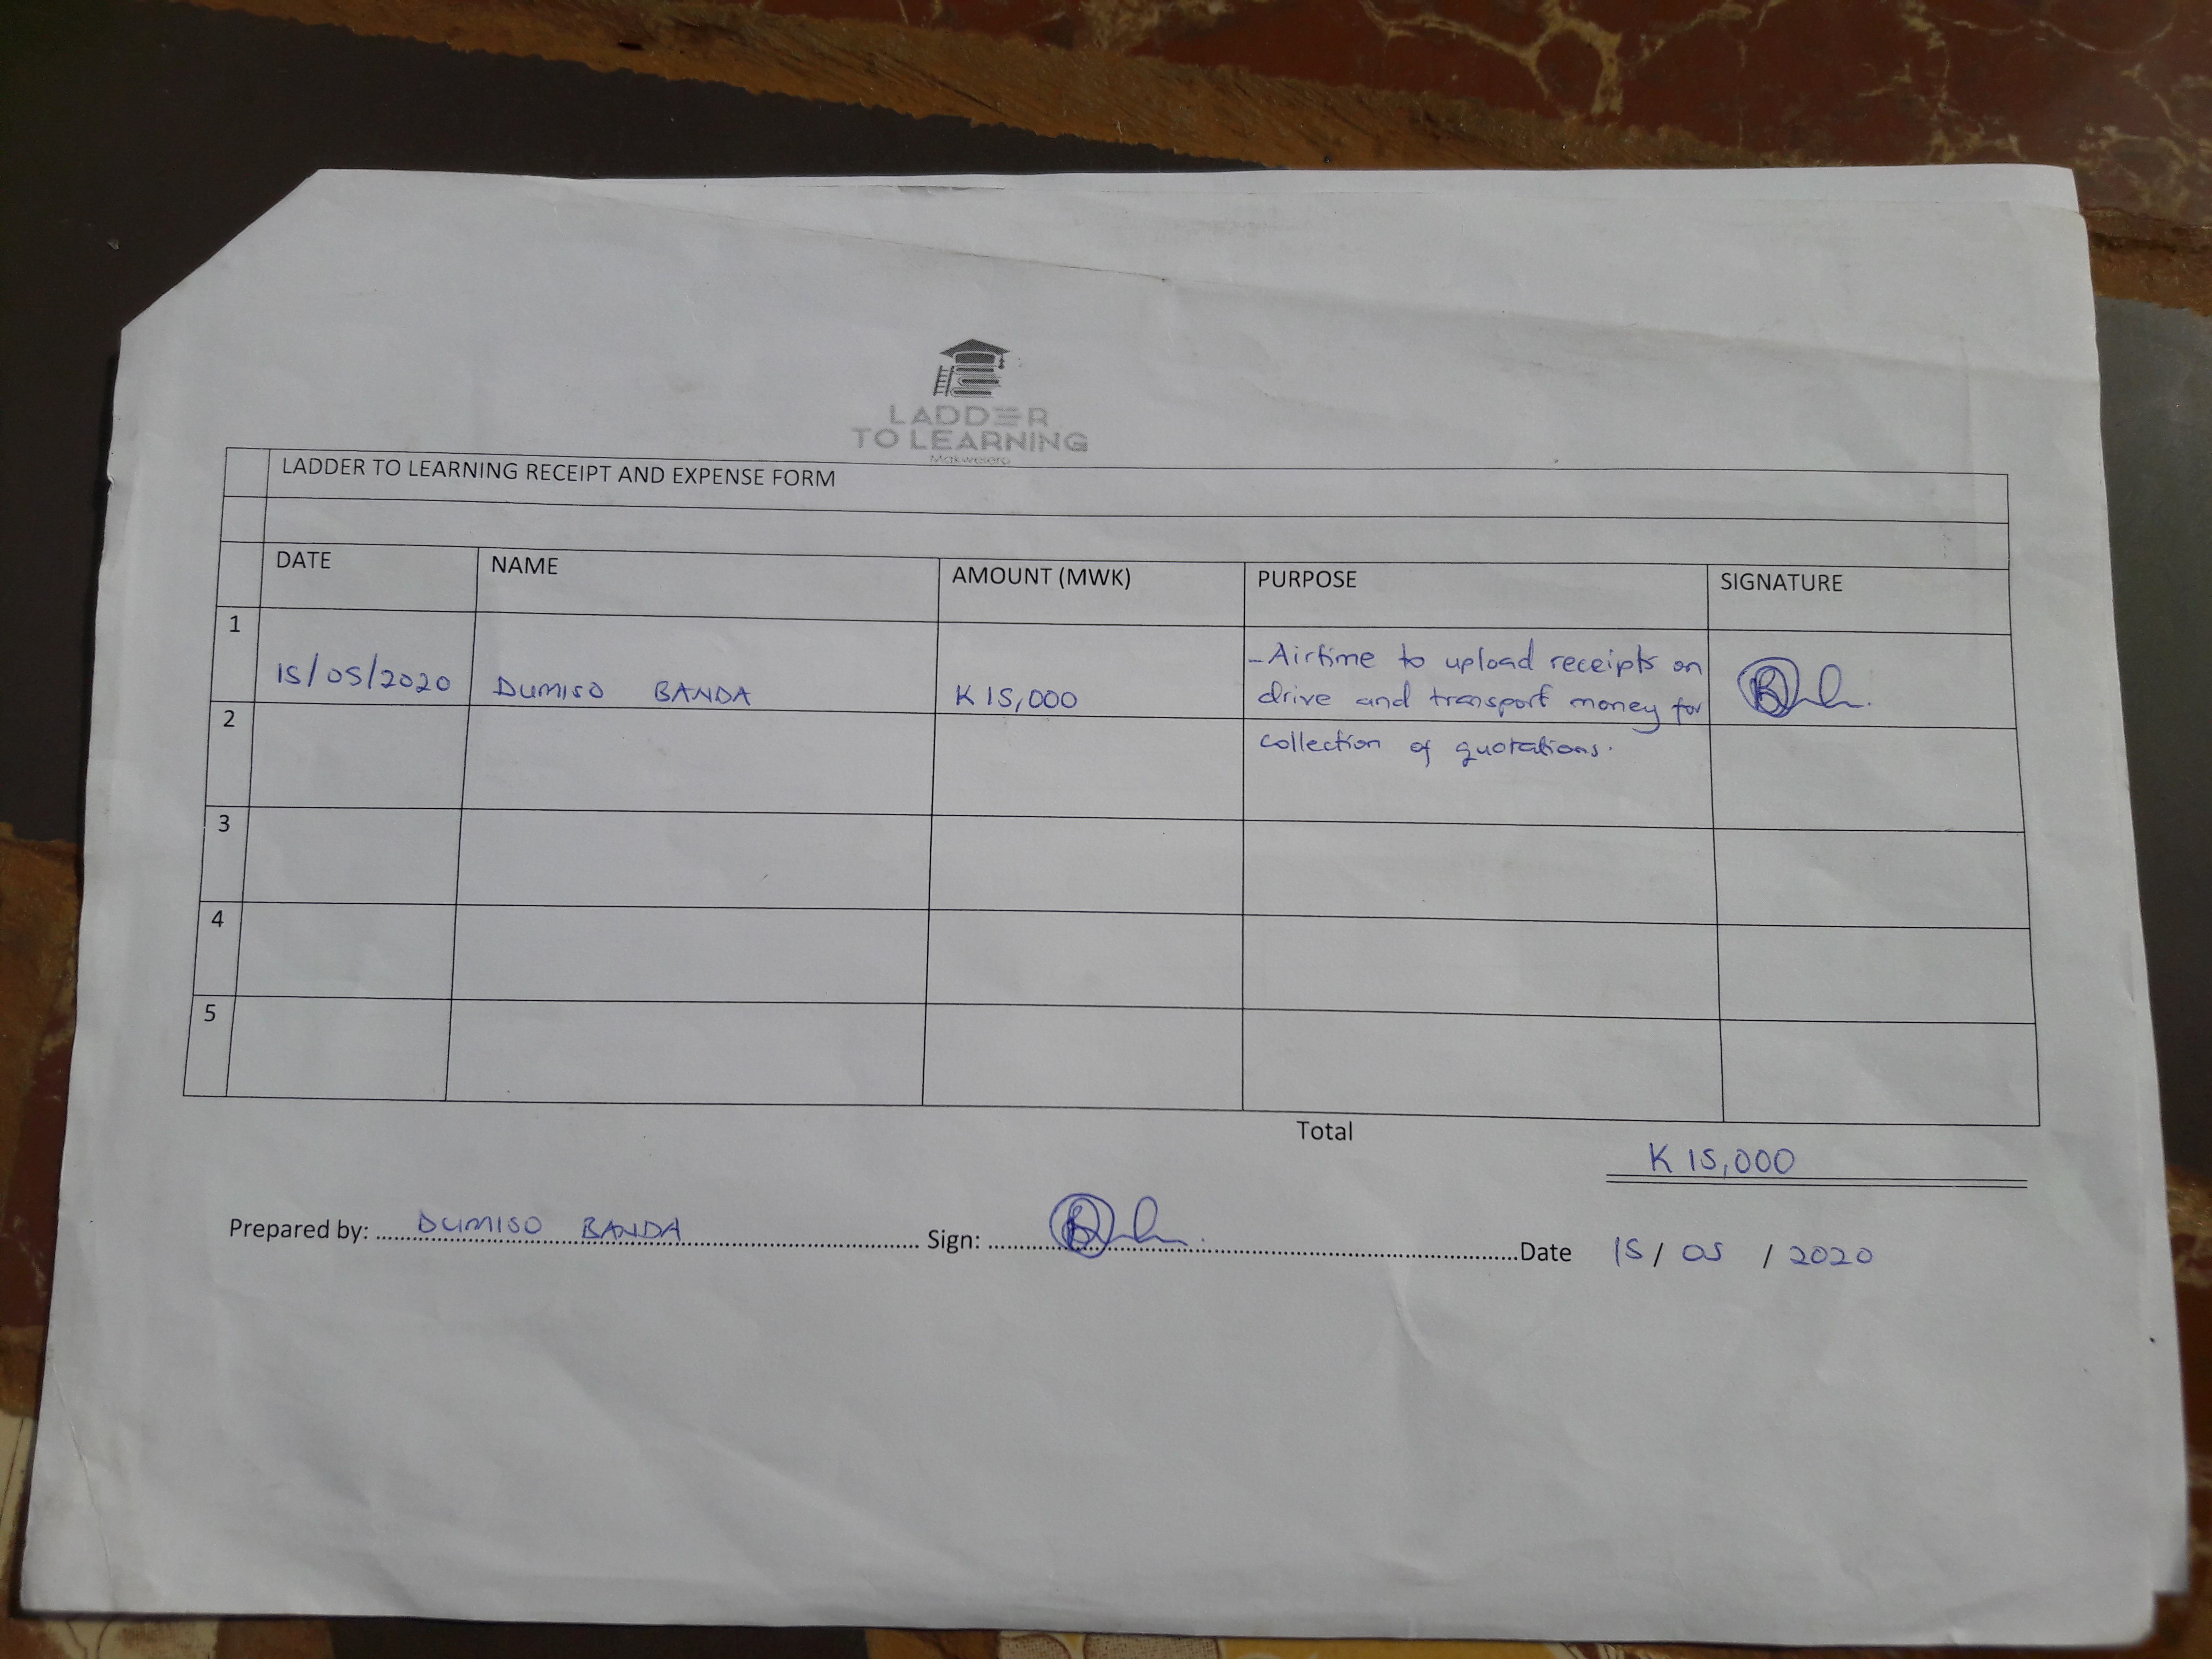 LADDER
TO LEARNING
Makwelero
LADDER TO LEARNING RECEIPT AND EXPENSE FORM
DATE NAME AMOUNT (MWK) PURPOSE SIGNATURE
1 15/05/2020 DUMISO BANDA K 15,000 - Airtime to upload receipts on
drive and transport money for
2 collection of quotations.
3
4
5
Total K 15,000
Prepared by: DUMISO BANDA Sign: Date 15 / 05 / 2020